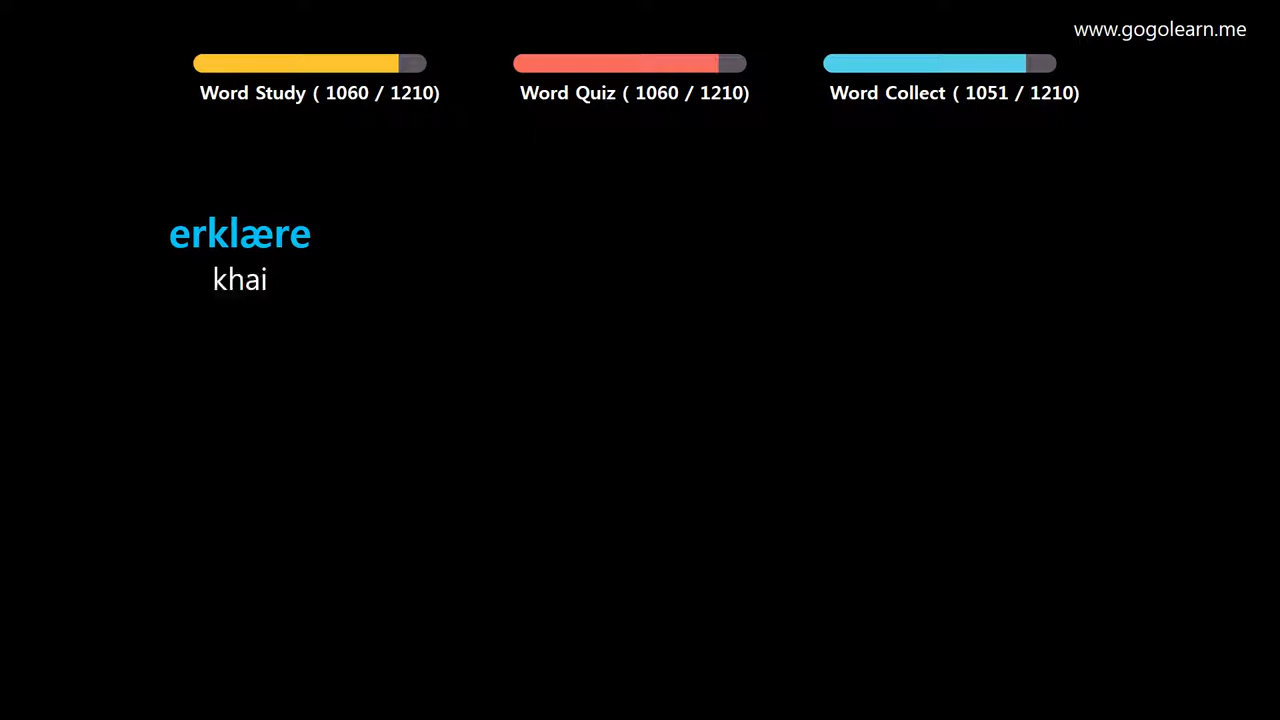 www.gogolearn.me
Word Study ( 1060 / 1210)
Word Quiz ( 1060 / 1210)
Word Collect ( 1051 / 1210)
erklære
khai